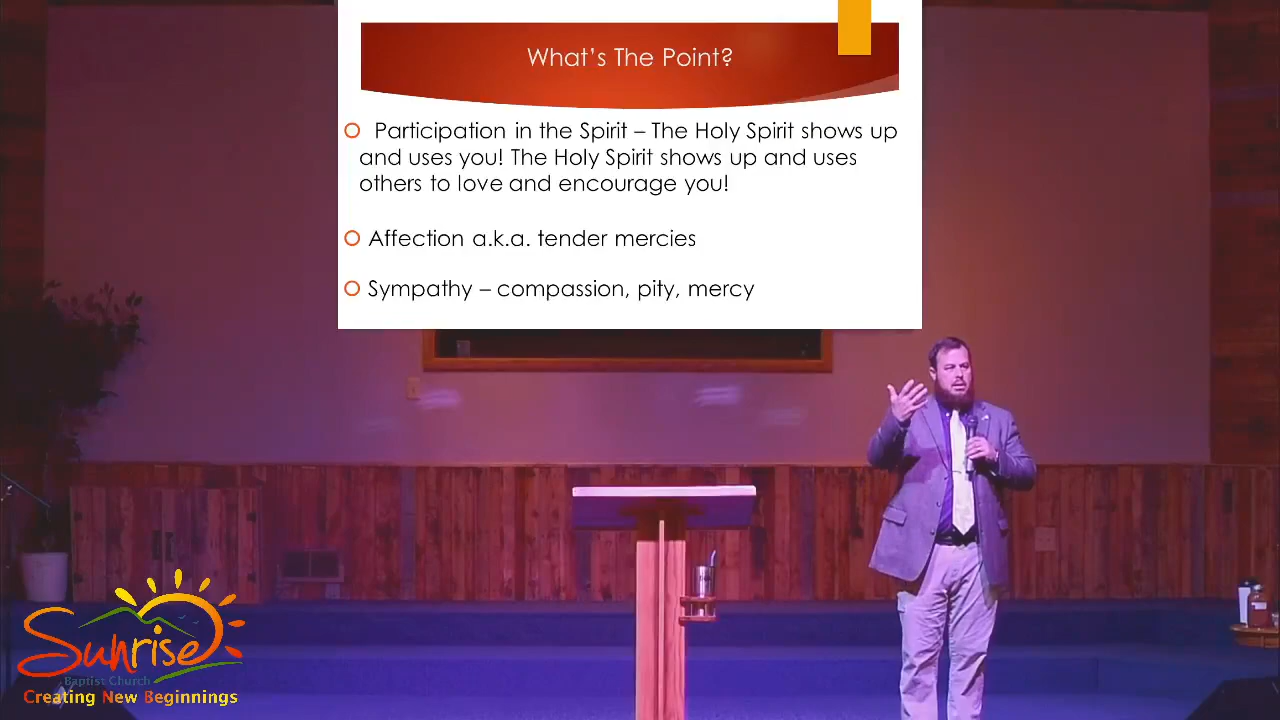 What's The Point?
Participation in the Spirit – The Holy Spirit shows up
and uses you! The Holy Spirit shows up and uses
others to love and encourage you!
Affection a.k.a. tender mercies
Sympathy – compassion, pity, mercy
Sunrise
Baptist Church
Creating New Beginnings